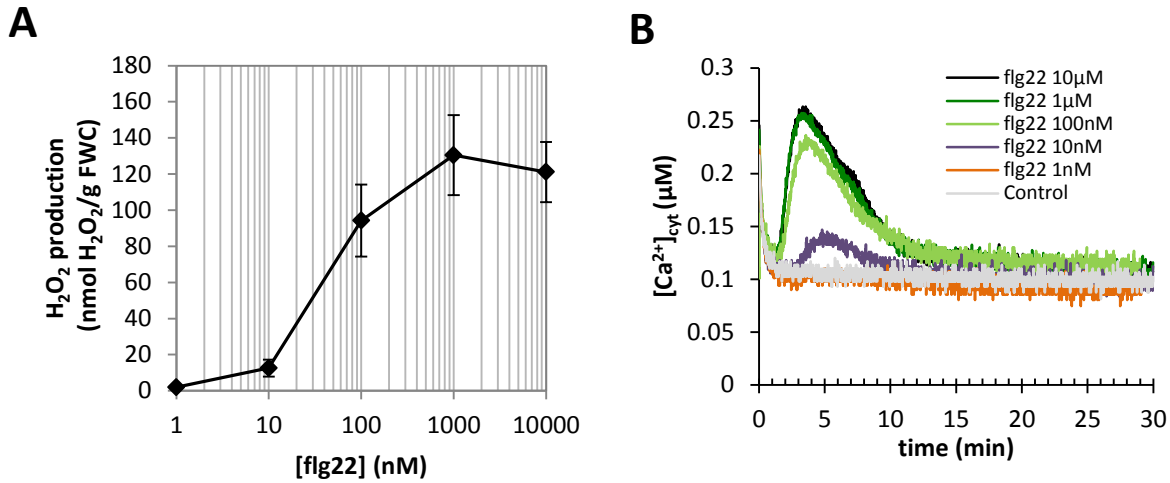 A
H₂O₂ production
(nmol H₂O₂/g FWC)
180
160
140
120
100
80
60
40
20
0
1 10 100 1000 10000
[flg22] (nM)
B
[Ca²⁺]cyt (µM)
0.3
0.25
0.2
0.15
0.1
0.05
0
flg22 10µM
flg22 1µM
flg22 100nM
flg22 10nM
flg22 1nM
Control
0 5 10 15 20 25 30
time (min)